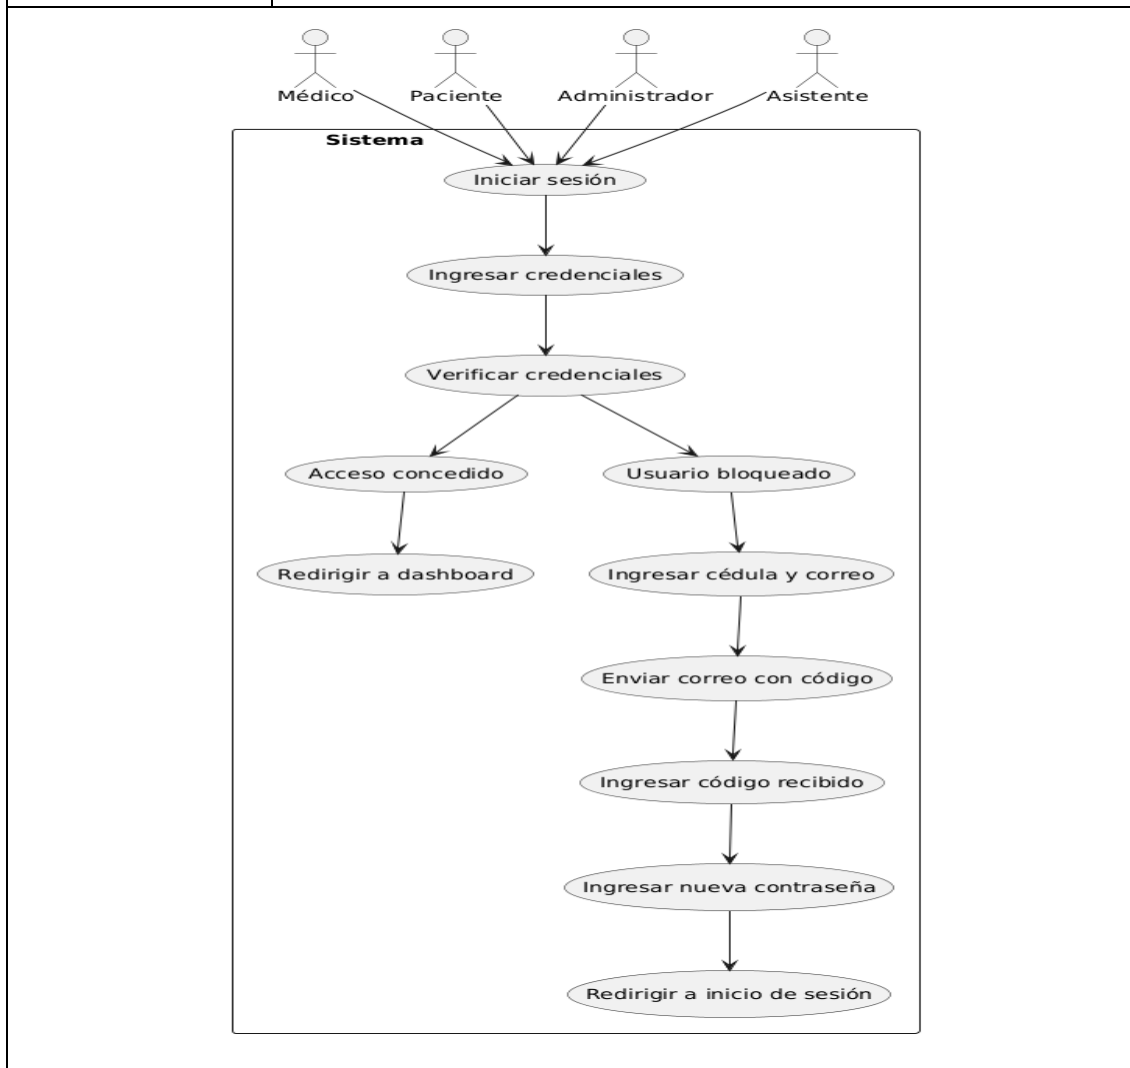 Médico
Paciente
Administrador
Asistente
Sistema
Iniciar sesión
Ingresar credenciales
Verificar credenciales
Acceso concedido
Usuario bloqueado
Redirigir a dashboard
Ingresar cédula y correo
Enviar correo con código
Ingresar código recibido
Ingresar nueva contraseña
Redirigir a inicio de sesión